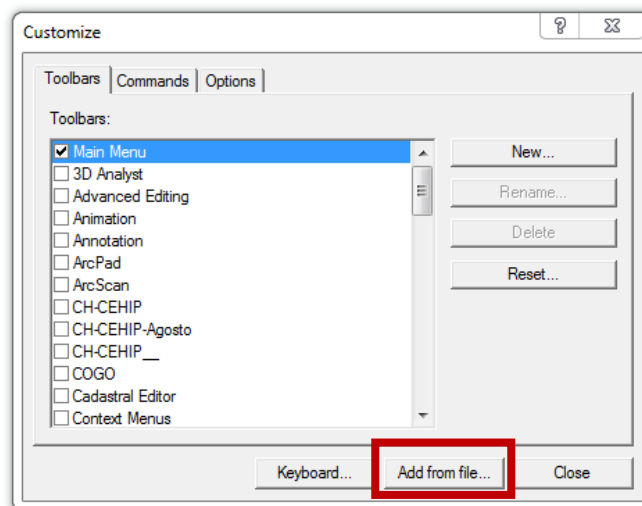 Customize
Toolbars Commands Options
Toolbars:
Main Menu
3D Analyst
Advanced Editing
Animation
Annotation
ArcPad
ArcScan
CH-CEHIP
CH-CEHIP-Agosto
CH-CEHIP__
COGO
Cadastral Editor
Context Menus
New...
Rename...
Delete
Reset...
Keyboard... Add from file... Close